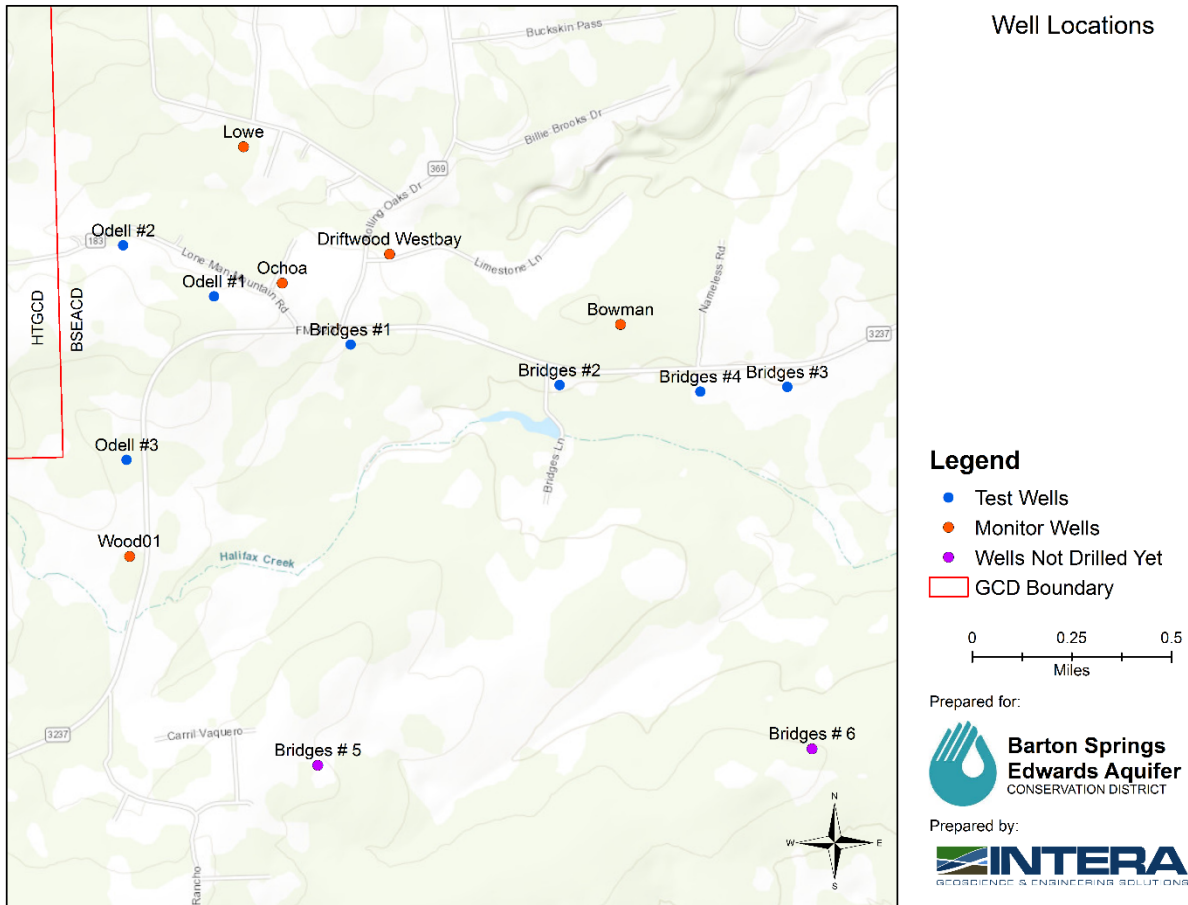 Well Locations
Buckskin Pass
Billie Brooks Dr
Lowe
369
Rolling Oaks Dr
Odell #2
183
Driftwood Westbay
Lone Man Mountain Rd
Ochoa
Limestone Ln
Odell #1
Nameless Rd
HTGCD
BSEACD
Bowman
FM
Bridges #1
3237
Bridges #2
Bridges #4
Bridges #3
Odell #3
Bridges Ln
Wood01
Halifax Creek
3237
Carril Vaquero
Bridges # 5
Bridges # 6
Rancho
N
W
E
S
Legend
Test Wells
Monitor Wells
Wells Not Drilled Yet
GCD Boundary
0 0.25 0.5
Miles
Prepared for:
Barton Springs
Edwards Aquifer
CONSERVATION DISTRICT
Prepared by:
INTERA
GEOSCIENCE & ENGINEERING SOLUTIONS